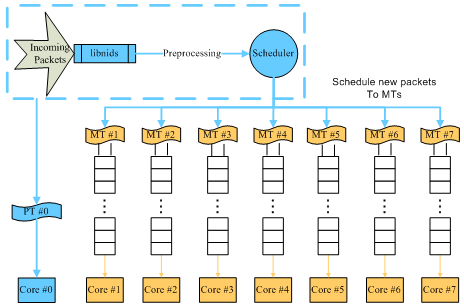 Incoming
Packets
libnids
Preprocessing
Scheduler
Schedule new packets
To MTs
MT #1
MT #2
MT #3
MT #4
MT #5
MT #6
MT #7
PT #0
Core #0
Core #1
Core #2
Core #3
Core #4
Core #5
Core #6
Core #7